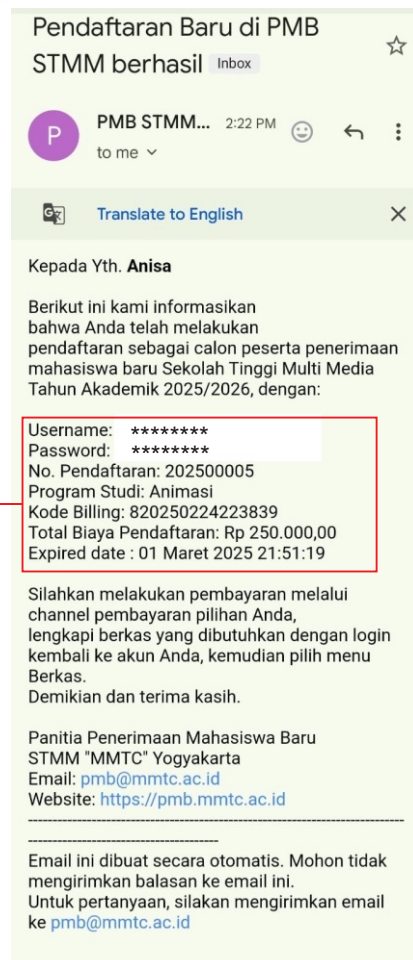 Pendaftaran Baru di PMB
STMM berhasil Inbox
P
PMB STMM... 2:22 PM
to me
G
Translate to English
Kepada Yth. Anisa
Berikut ini kami informasikan
bahwa Anda telah melakukan
pendaftaran sebagai calon peserta penerimaan
mahasiswa baru Sekolah Tinggi Multi Media
Tahun Akademik 2025/2026, dengan:
Username: ********
Password: ********
No. Pendaftaran: 202500005
Program Studi: Animasi
Kode Billing: 820250224223839
Total Biaya Pendaftaran: Rp 250.000,00
Expired date : 01 Maret 2025 21:51:19
Silahkan melakukan pembayaran melalui
channel pembayaran pilihan Anda,
lengkapi berkas yang dibutuhkan dengan login
kembali ke akun Anda, kemudian pilih menu
Berkas.
Demikian dan terima kasih.
Panitia Penerimaan Mahasiswa Baru
STMM "MMTC" Yogyakarta
Email: pmb@mmtc.ac.id
Website: https://pmb.mmtc.ac.id
--------------------------------------------------------------------------
--------------------------------------
Email ini dibuat secara otomatis. Mohon tidak
mengirimkan balasan ke email ini.
Untuk pertanyaan, silakan mengirimkan email
ke pmb@mmtc.ac.id